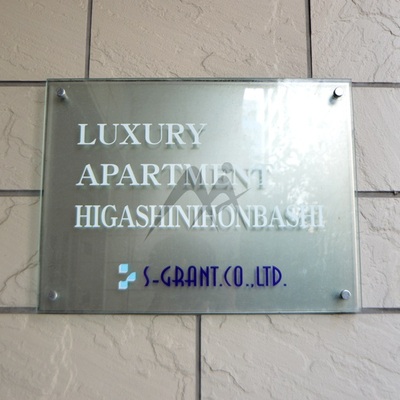 LUXURY
APARTMENT
HIGASHINIHONBASHI
S-GRANT.CO.,LTD.